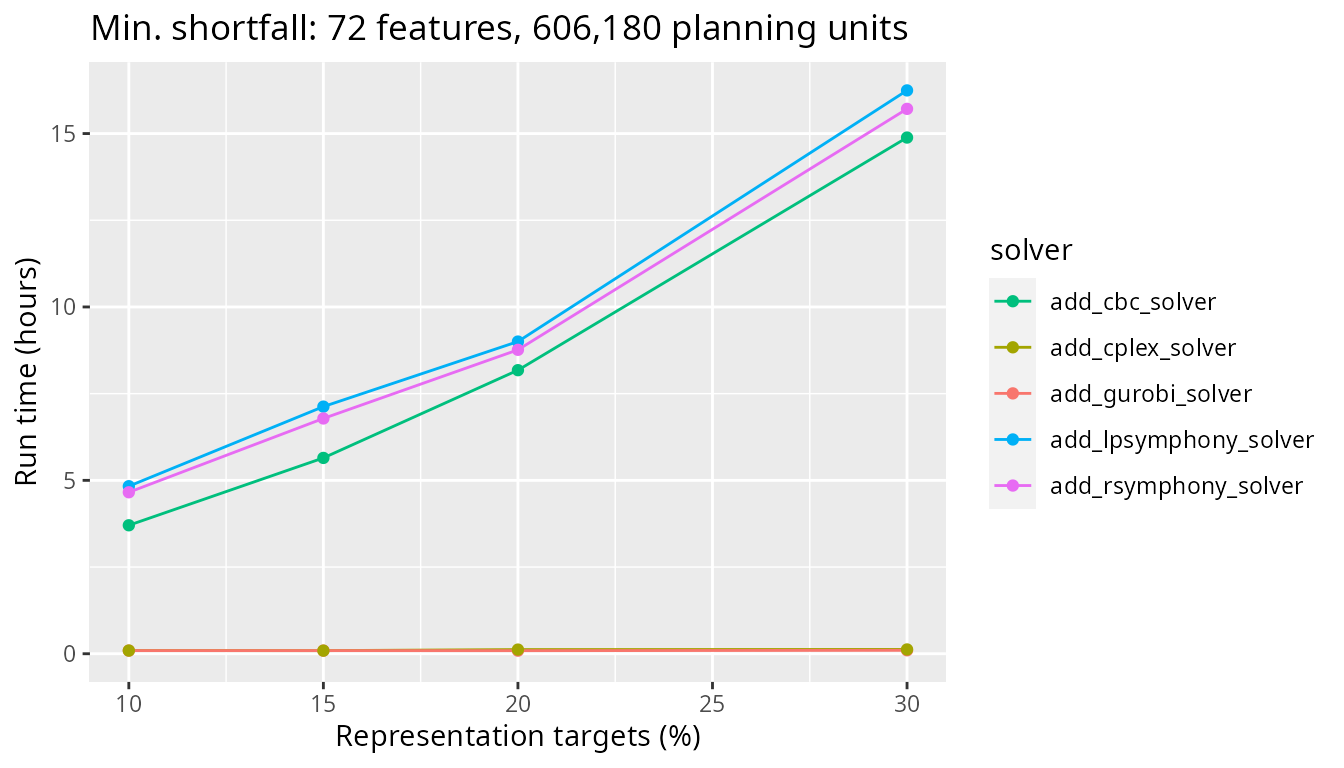 Min. shortfall: 72 features, 606,180 planning units
15
10
5
0
Run time (hours)
10
15
20
25
30
Representation targets (%)
solver
add_cbc_solver
add_cplex_solver
add_gurobi_solver
add_lpsymphony_solver
add_rsymphony_solver